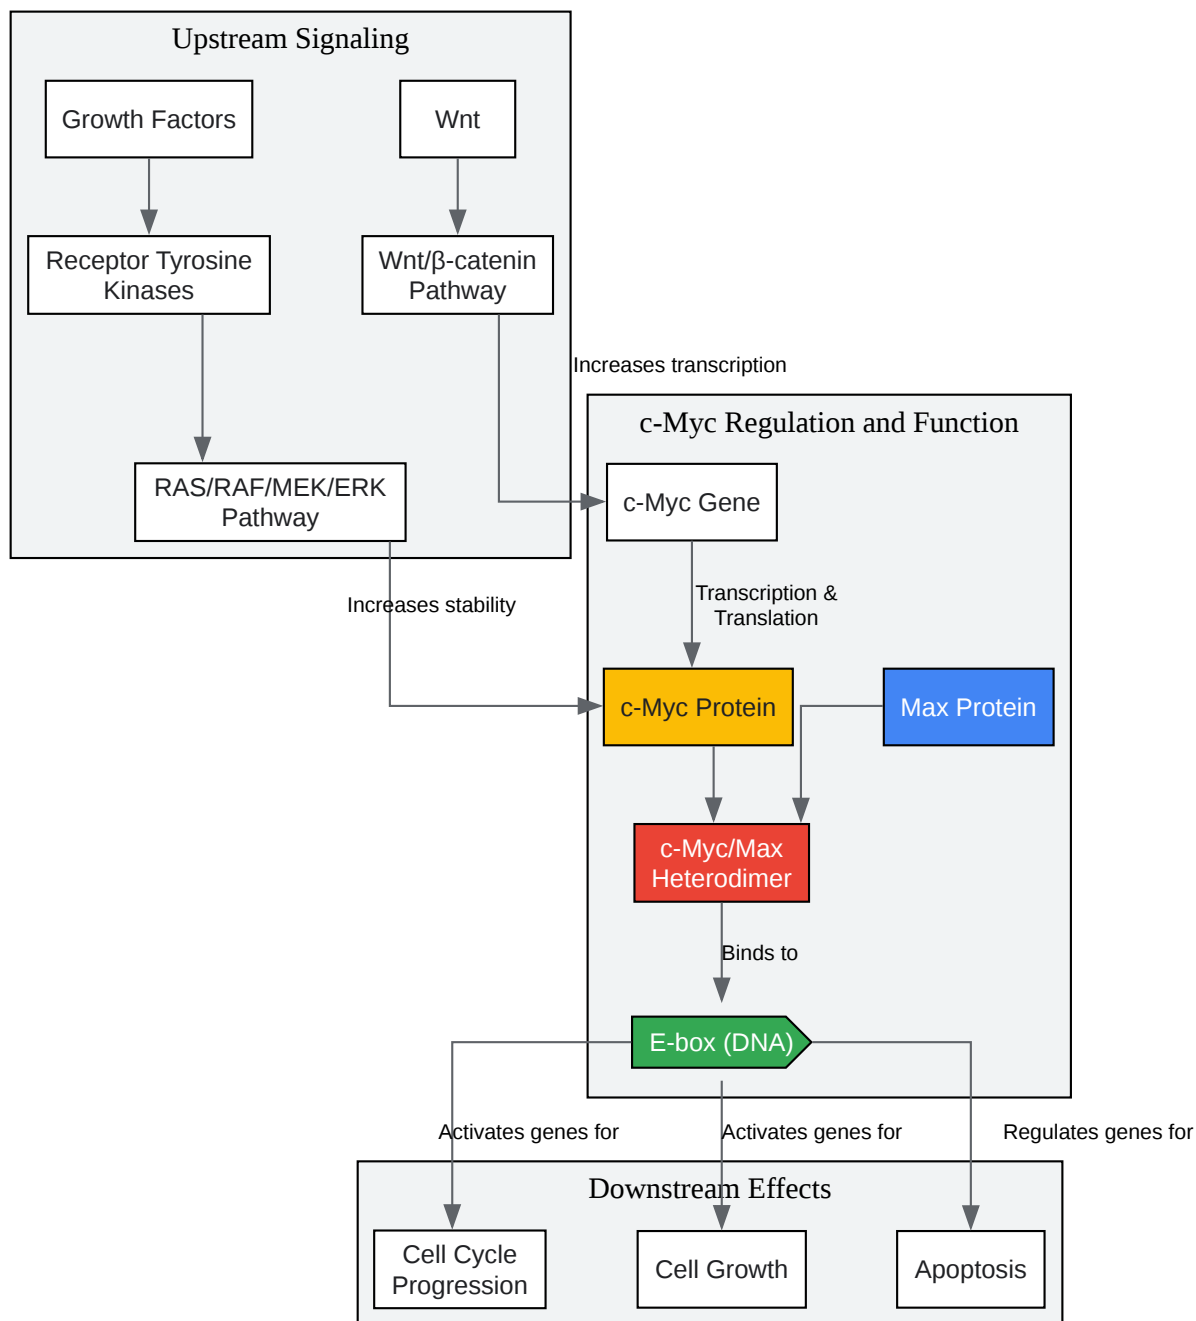 Upstream Signaling
Growth Factors
Wnt
Receptor Tyrosine
Kinases
Wnt/β-catenin
Pathway
Increases transcription
RAS/RAF/MEK/ERK
Pathway
Increases stability
c-Myc Regulation and Function
c-Myc Gene
Transcription &
Translation
c-Myc Protein
Max Protein
c-Myc/Max
Heterodimer
Binds to
E-box (DNA)
Activates genes for
Activates genes for
Regulates genes for
Downstream Effects
Cell Cycle
Progression
Cell Growth
Apoptosis